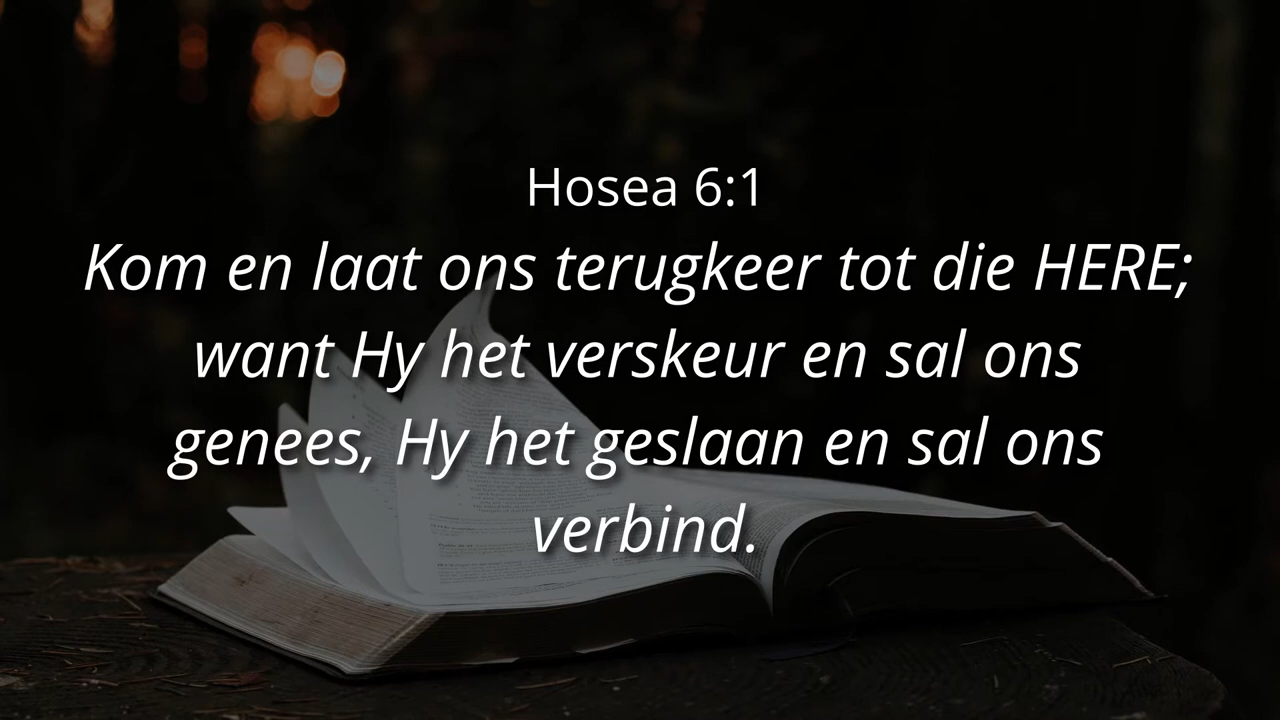 Hosea 6:1
Kom en laat ons terugkeer tot die HERE;
want Hy het verskeur en sal ons
genees, Hy het geslaan en sal ons
verbind.